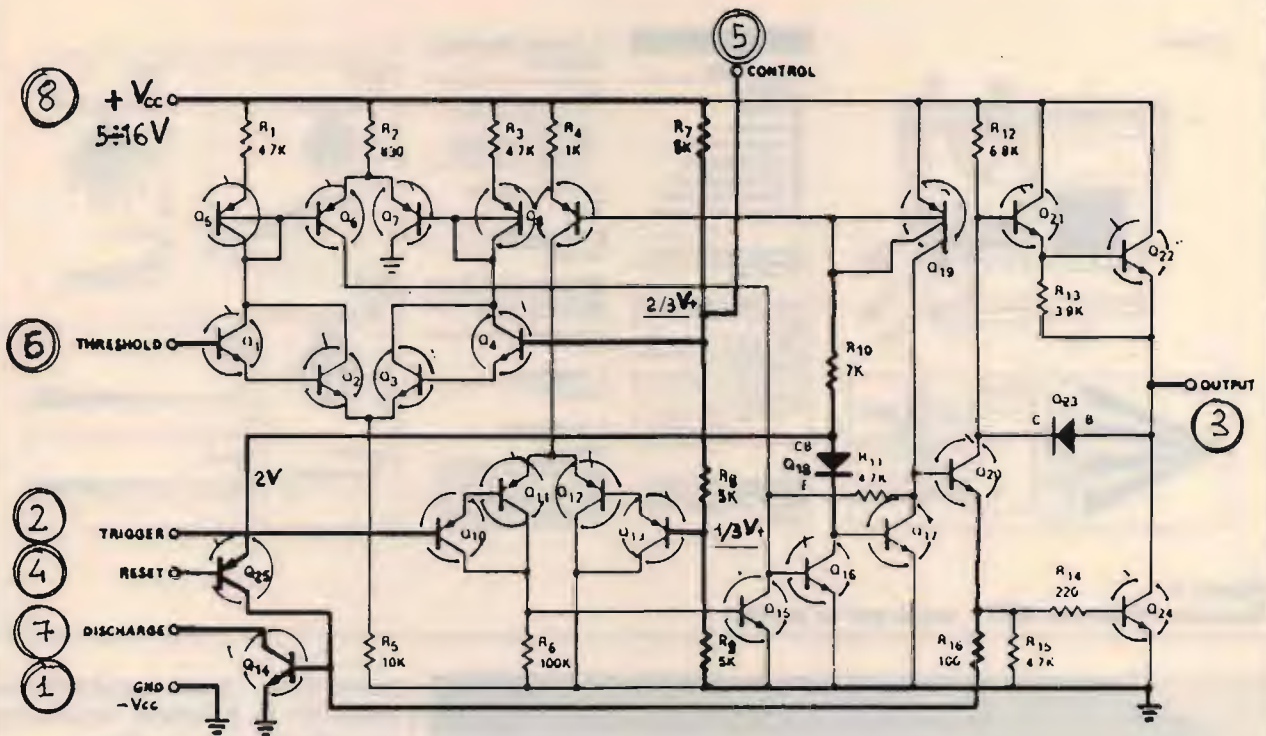 5
CONTROL
8
+ Vcc
5÷16V
R1
4.7K
R2
830
R3
4.7K
R4
1K
R7
5K
R12
6.8K
Q5
Q6
Q7
Q19
Q21
Q22
R13
3.9K
2/3V+
6
THRESHOLD
Q1
Q2
Q3
Q4
R10
7K
OUTPUT
3
Q23
C
B
2V
CB
Q18
E
R11
4.7K
Q20
R8
5K
2
TRIGGER
Q10
Q11
Q12
Q13
1/3V+
Q17
4
RESET
Q25
Q15
Q16
R14
220
Q24
7
DISCHARGE
Q14
R5
10K
R6
100K
R9
5K
R16
100
R15
4.7K
1
GND
-Vcc